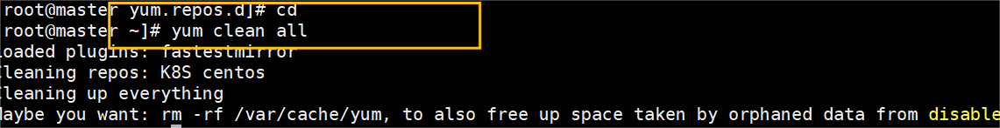 root@master yum.repos.d]# cd
root@master ~]# yum clean all
oaded plugins: fastestmirror
leaning repos: K8S centos
leaning up everything
aybe you want: rm -rf /var/cache/yum, to also free up space taken by orphaned data from disable